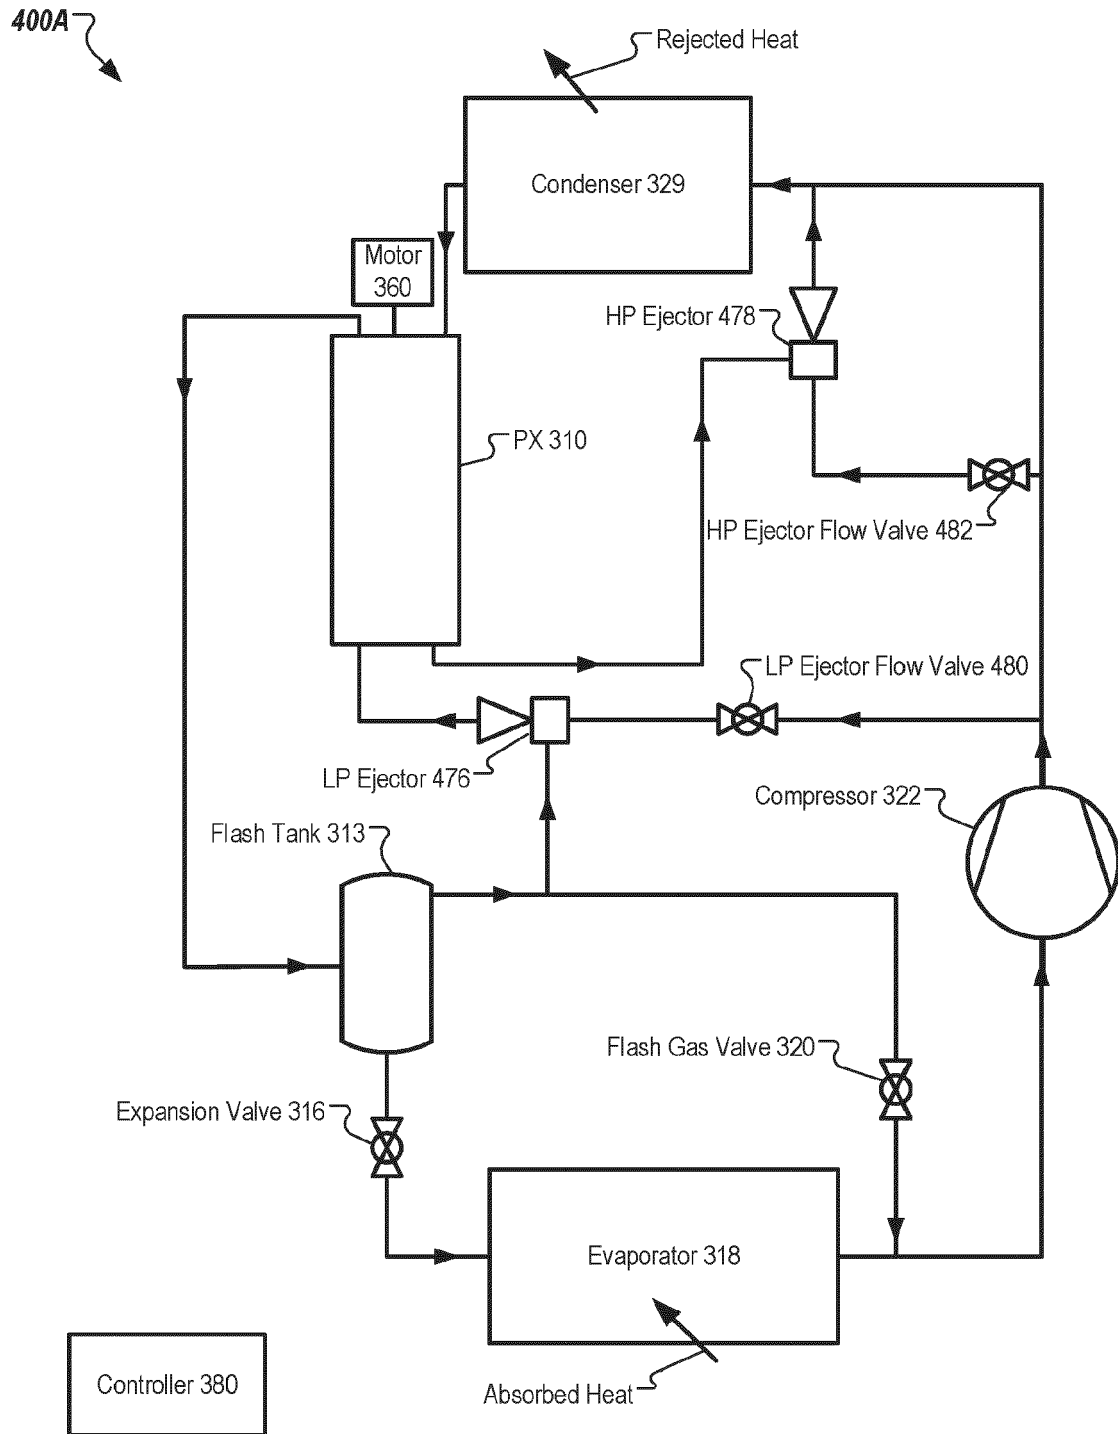 400A
Rejected Heat
Condenser 329
Motor
360
HP Ejector 478
PX 310
HP Ejector Flow Valve 482
LP Ejector Flow Valve 480
LP Ejector 476
Compressor 322
Flash Tank 313
Flash Gas Valve 320
Expansion Valve 316
Evaporator 318
Controller 380
Absorbed Heat